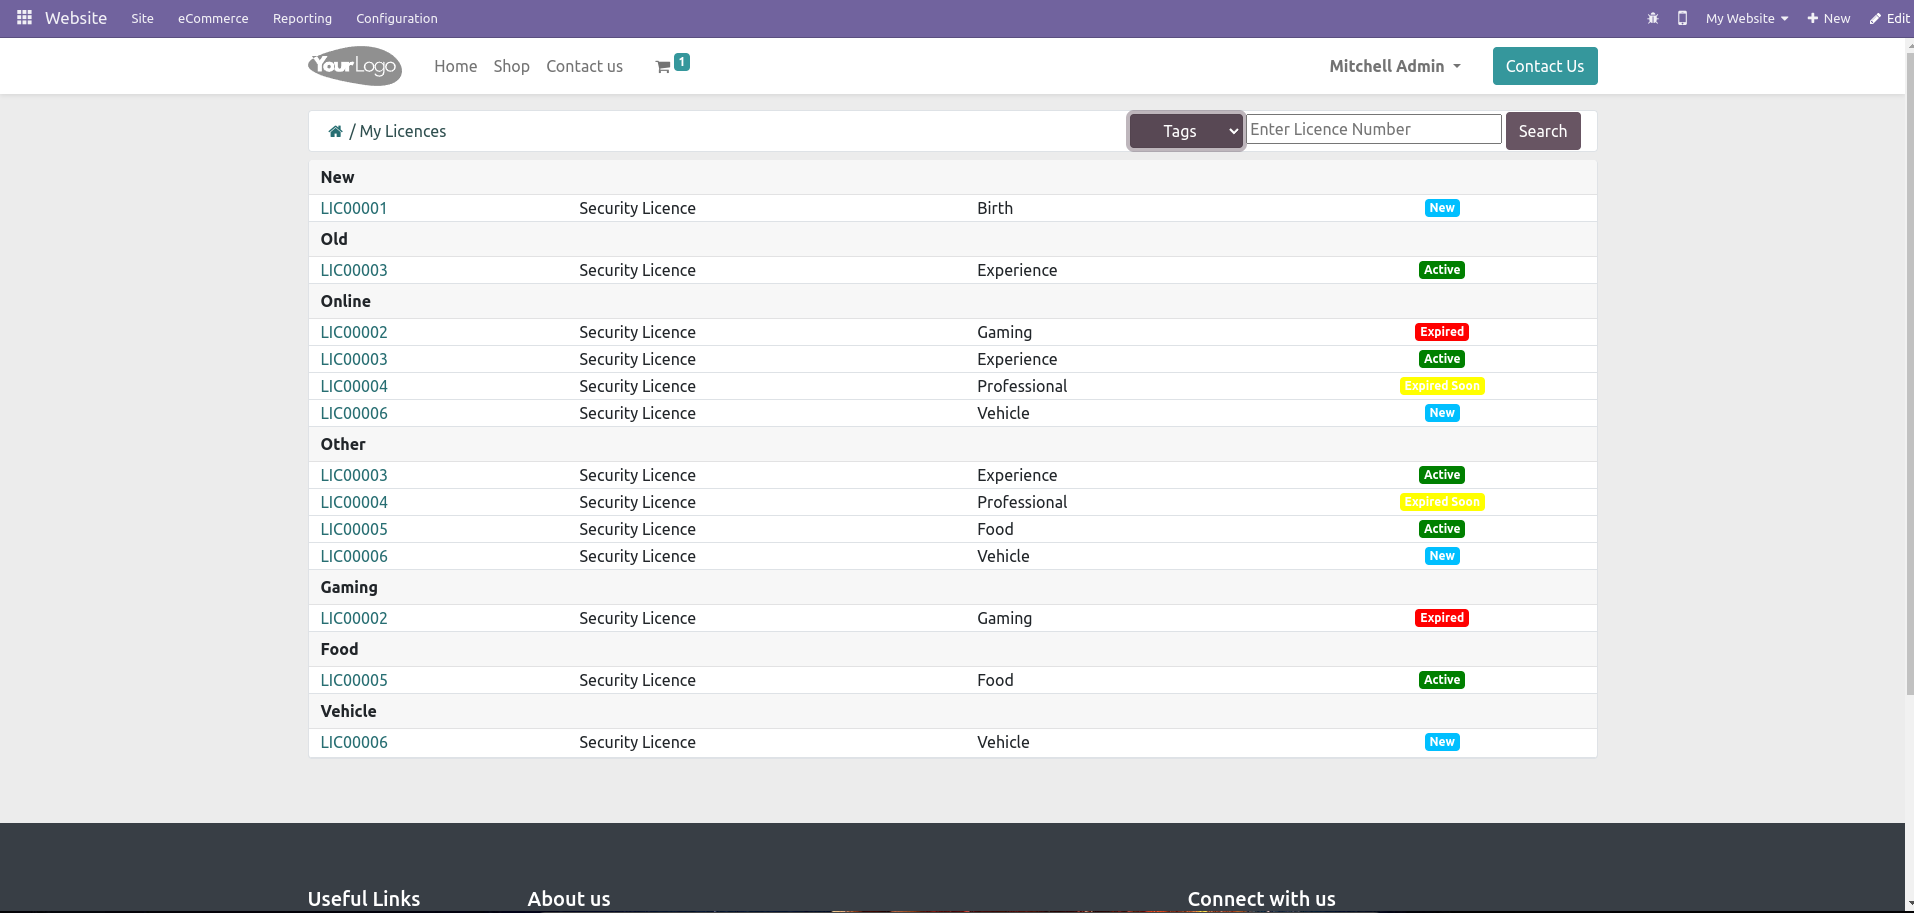 Website Site eCommerce Reporting Configuration My Website New Edit
YourLogo Home Shop Contact us 1 Mitchell Admin Contact Us
/ My Licences Tags Enter Licence Number Search
New
LIC00001 Security Licence Birth New
Old
LIC00003 Security Licence Experience Active
Online
LIC00002 Security Licence Gaming Expired
LIC00003 Security Licence Experience Active
LIC00004 Security Licence Professional Expired Soon
LIC00006 Security Licence Vehicle New
Other
LIC00003 Security Licence Experience Active
LIC00004 Security Licence Professional Expired Soon
LIC00005 Security Licence Food Active
LIC00006 Security Licence Vehicle New
Gaming
LIC00002 Security Licence Gaming Expired
Food
LIC00005 Security Licence Food Active
Vehicle
LIC00006 Security Licence Vehicle New
Useful Links About us Connect with us